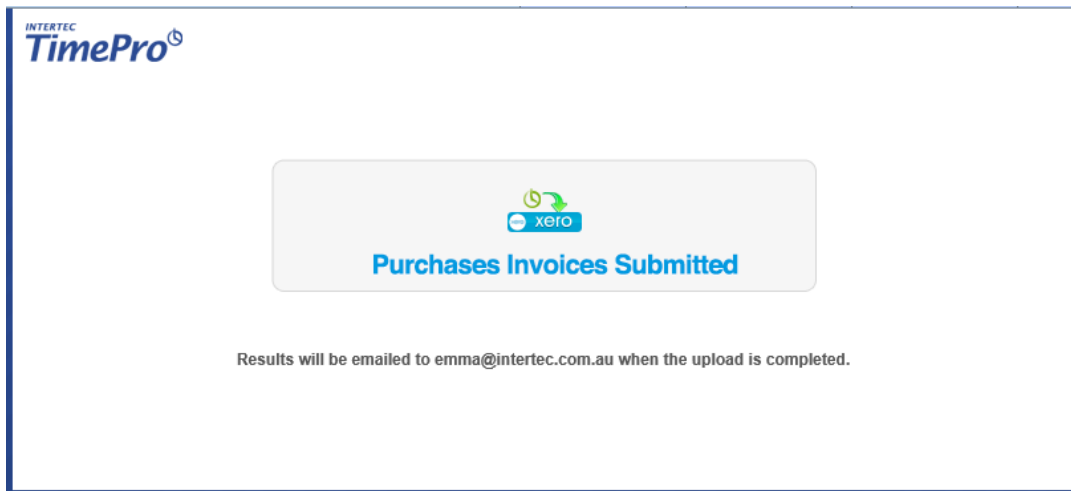 INTERTEC
TimePro
xero
Purchases Invoices Submitted
Results will be emailed to emma@intertec.com.au when the upload is completed.